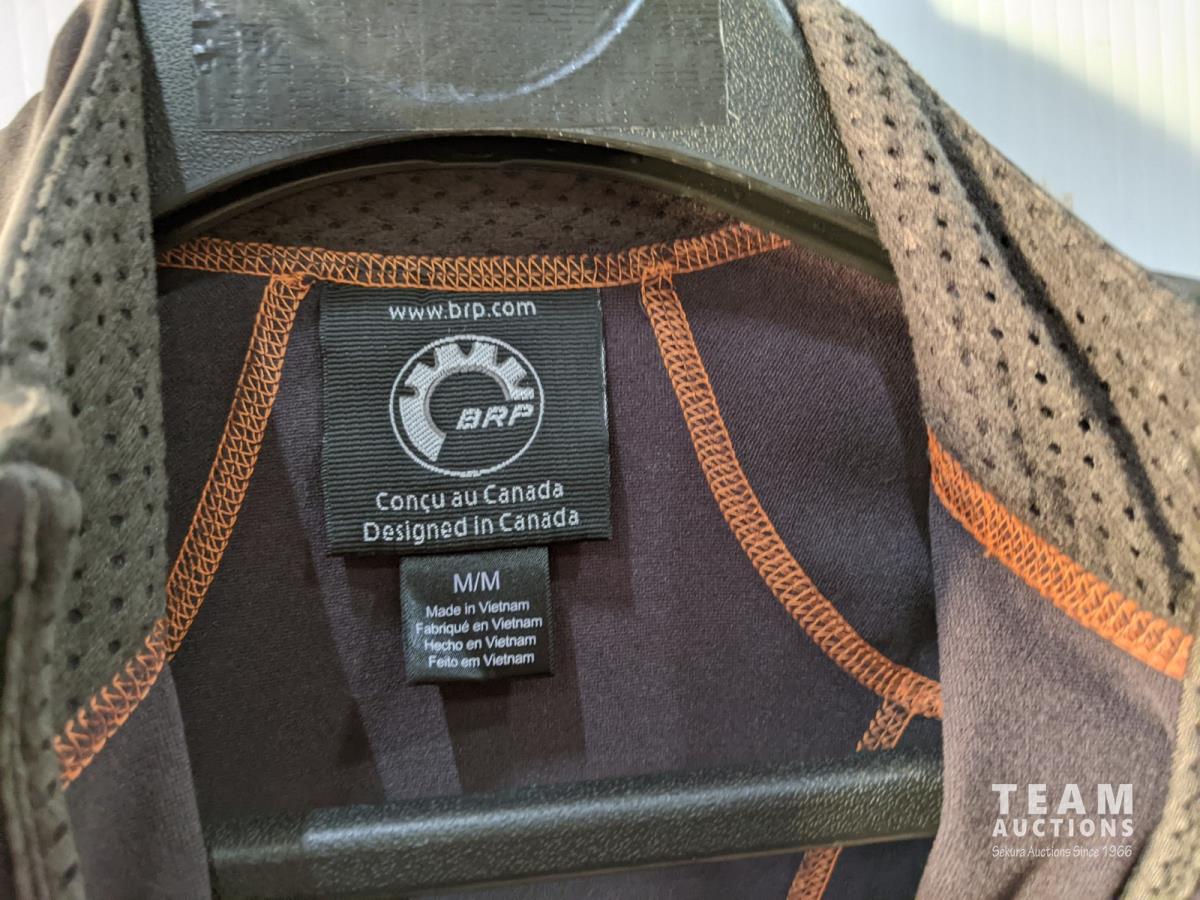 www.brp.com
BRP
Conçu au Canada
Designed in Canada
M/M
Made in Vietnam
Fabriqué en Vietnam
Hecho en Vietnam
Feito em Vietnam
TEAM
AUCTIONS
Sekura Auctions Since 1966